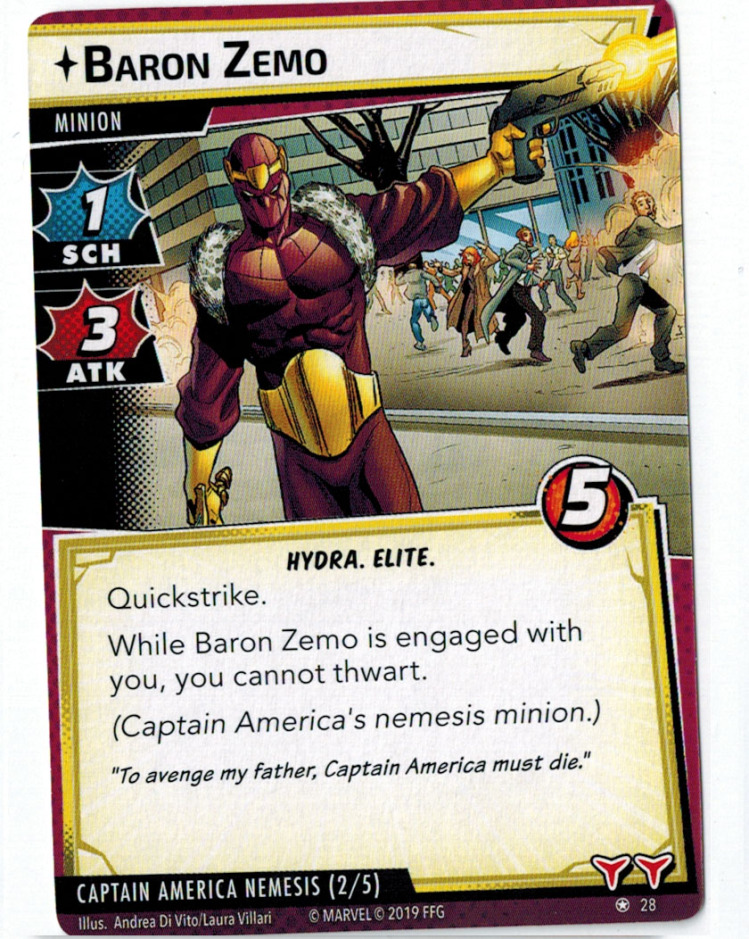 BARON ZEMO
MINION
1
SCH
3
ATK
5
HYDRA. ELITE.
Quickstrike.
While Baron Zemo is engaged with
you, you cannot thwart.
(Captain America's nemesis minion.)
"To avenge my father, Captain America must die."
CAPTAIN AMERICA NEMESIS (2/5)
Illus. Andrea Di Vito/Laura Villari © MARVEL © 2019 FFG 28